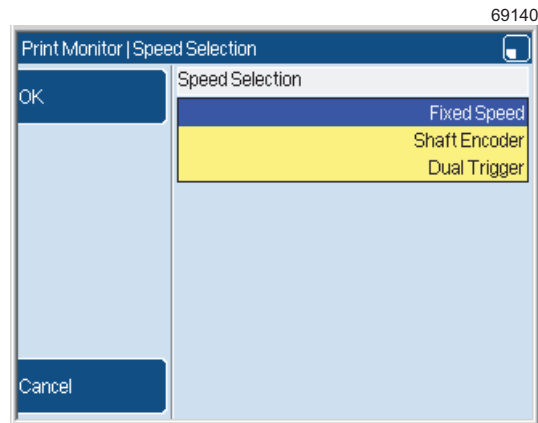 69140
Print Monitor | Speed Selection
OK
Speed Selection
Fixed Speed
Shaft Encoder
Dual Trigger
Cancel